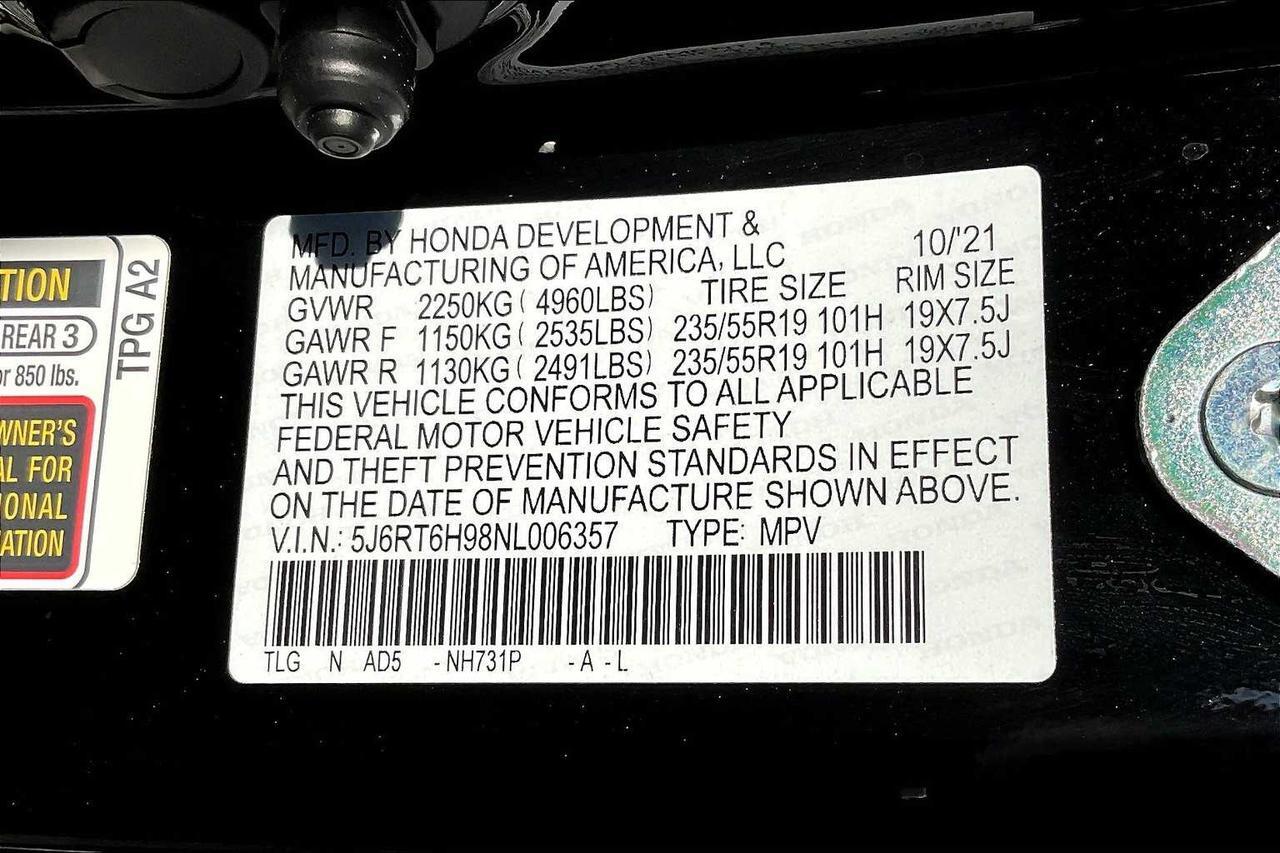 MFD. BY HONDA DEVELOPMENT &
MANUFACTURING OF AMERICA, LLC 10/'21
GVWR 2250KG ( 4960LBS) TIRE SIZE RIM SIZE
GAWR F 1150KG ( 2535LBS) 235/55R19 101H 19X7.5J
GAWR R 1130KG ( 2491LBS) 235/55R19 101H 19X7.5J
THIS VEHICLE CONFORMS TO ALL APPLICABLE
FEDERAL MOTOR VEHICLE SAFETY
AND THEFT PREVENTION STANDARDS IN EFFECT
ON THE DATE OF MANUFACTURE SHOWN ABOVE.
V.I.N.: 5J6RT6H98NL006357 TYPE: MPV
TLG N AD5 -NH731P -A -L
TION
REAR 3
or 850 lbs.
WNER'S
AL FOR
IONAL
ATION
TPG A2